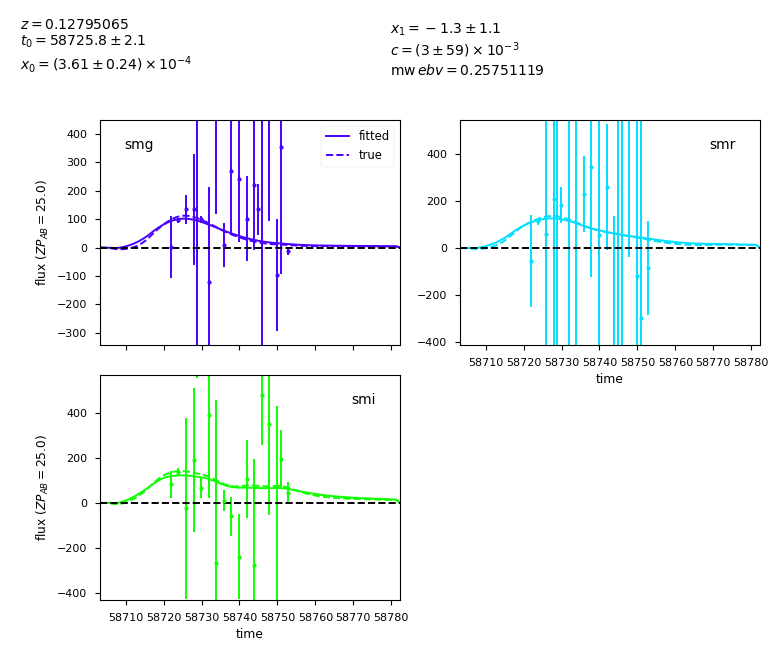 z = 0.12795065
t₀ = 58725.8 ± 2.1
x₀ = (3.61 ± 0.24) × 10⁻⁴
x₁ = − 1.3 ± 1.1
c = (3 ± 59) × 10⁻³
mw ebv = 0.25751119
smg
fitted
true
400
300
200
100
0
−100
−200
−300
flux (ZP_AB = 25.0)
smr
400
200
0
−200
−400
58710 58720 58730 58740 58750 58760 58770 58780
time
smi
400
200
0
−200
−400
flux (ZP_AB = 25.0)
58710 58720 58730 58740 58750 58760 58770 58780
time